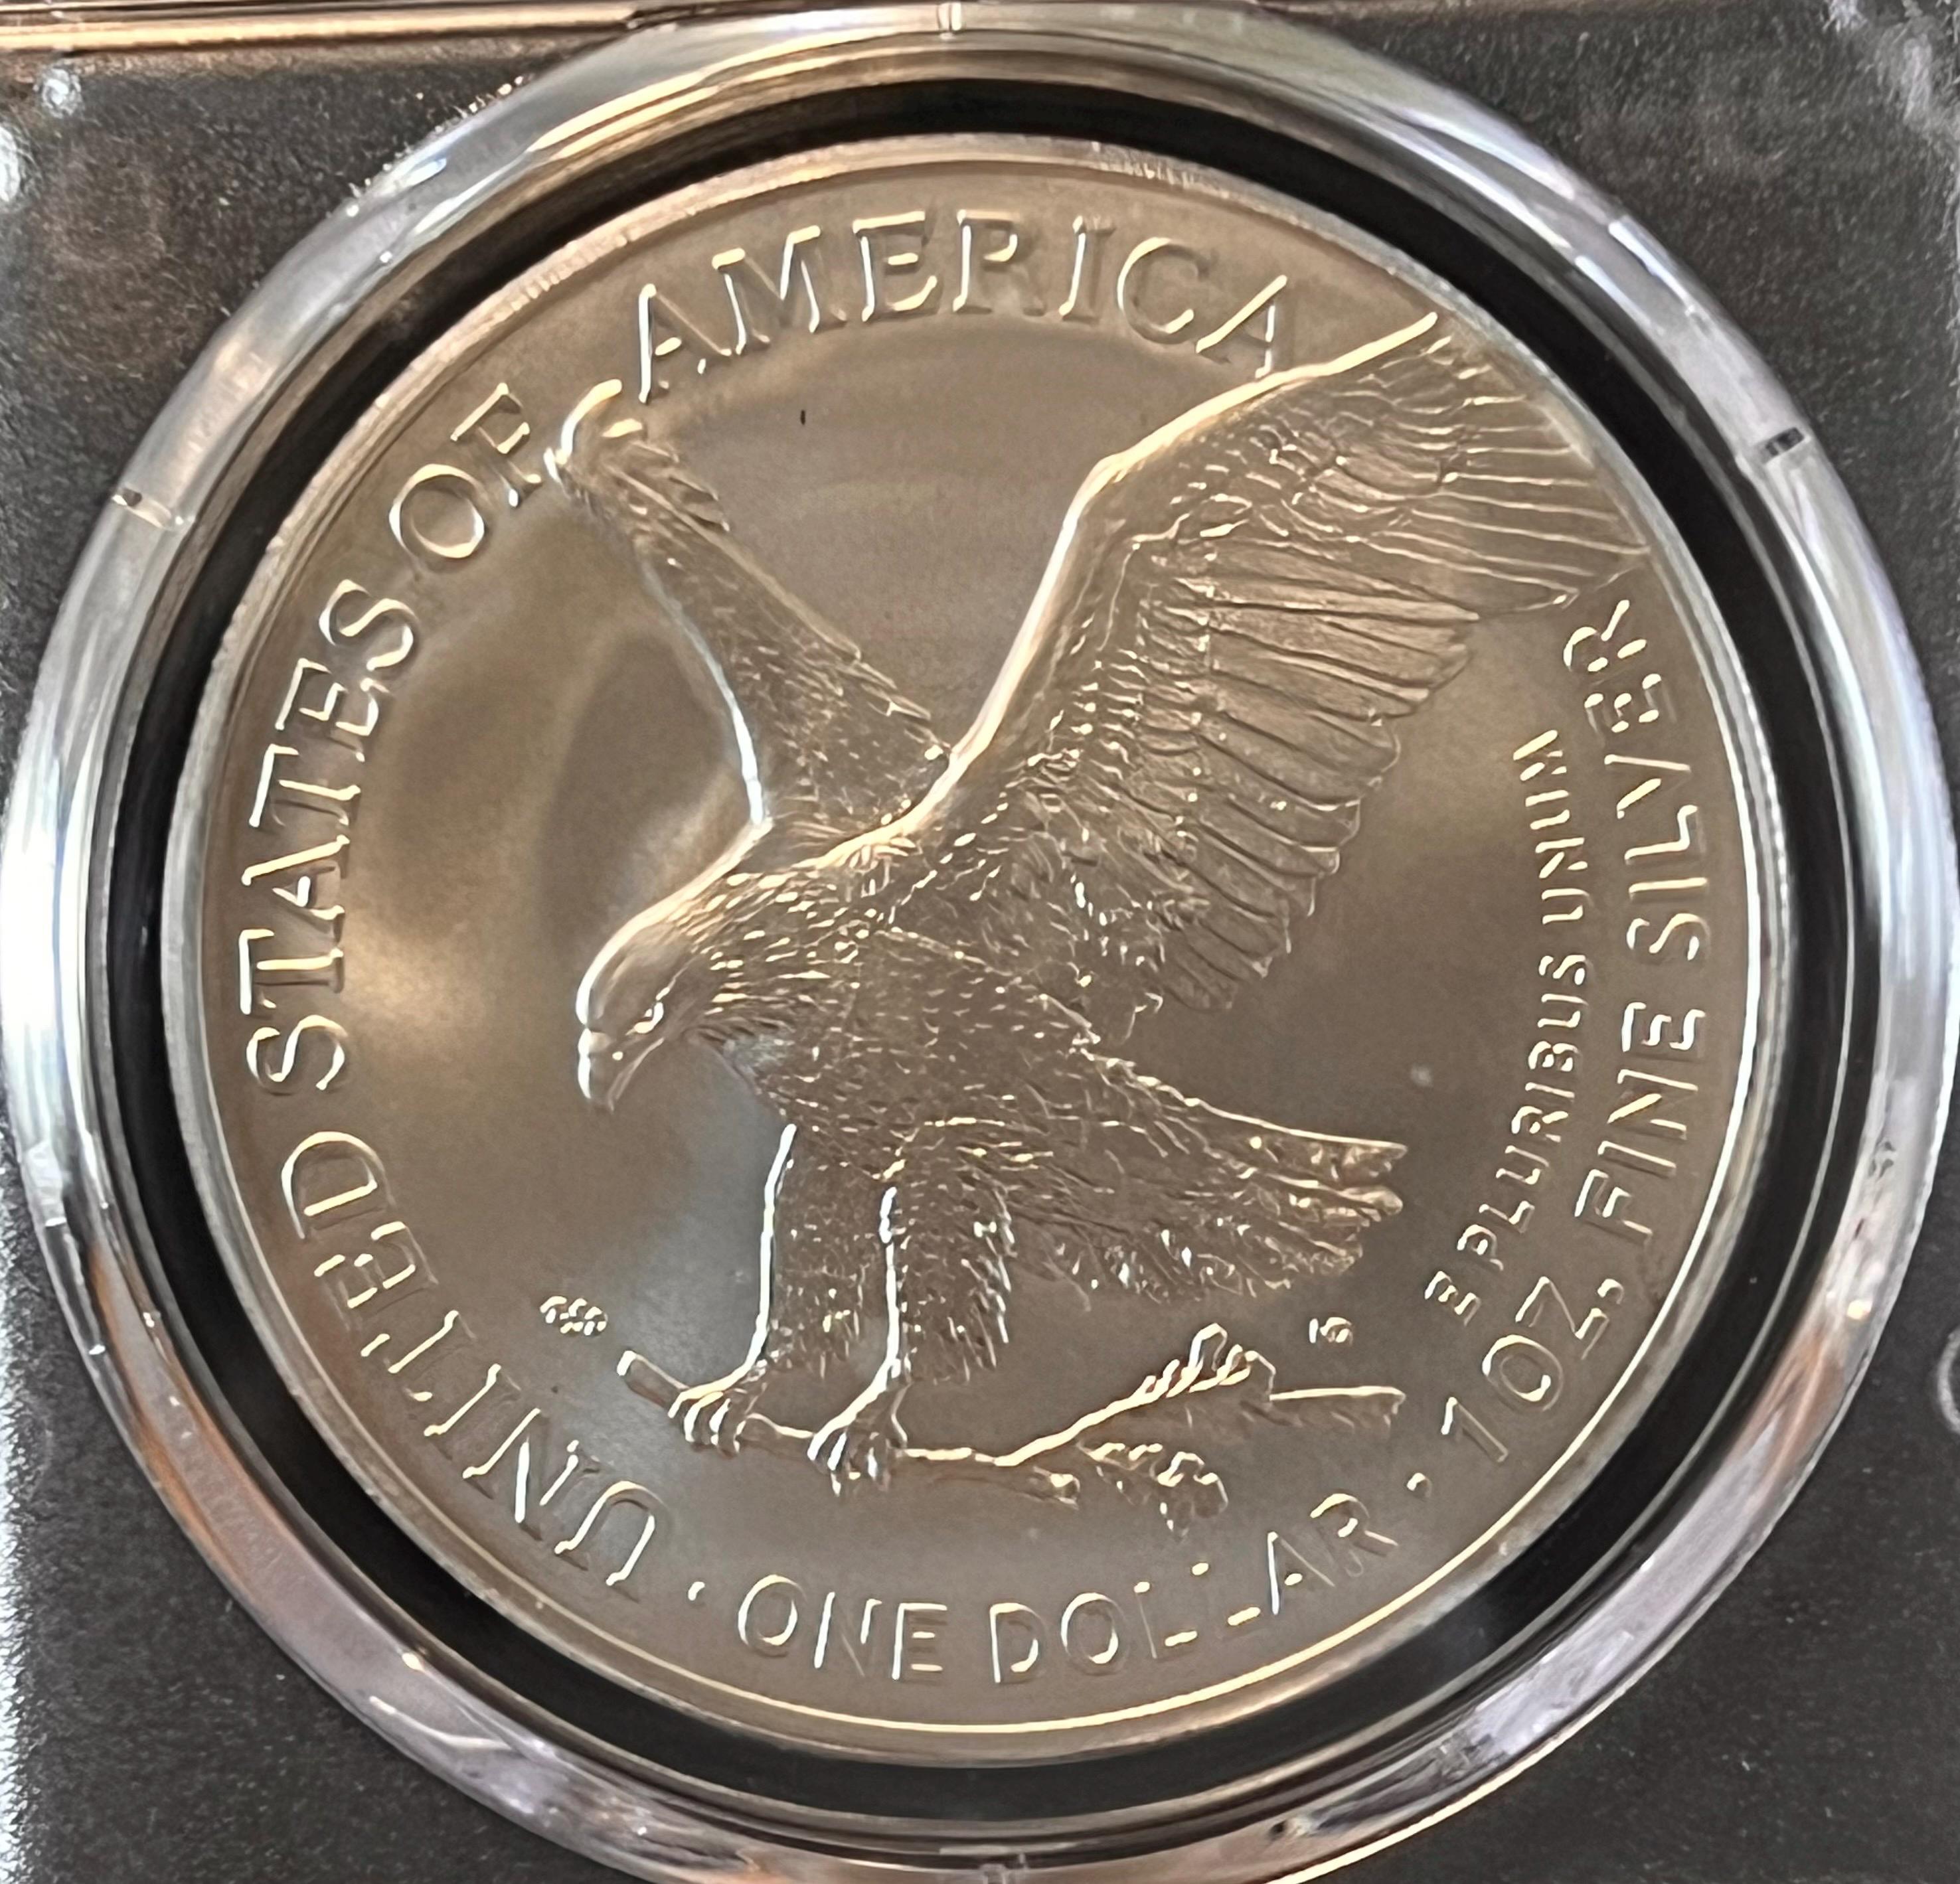 UNITED STATES OF AMERICA
E PLURIBUS UNUM
1 OZ. FINE SILVER
· ONE DOLLAR ·